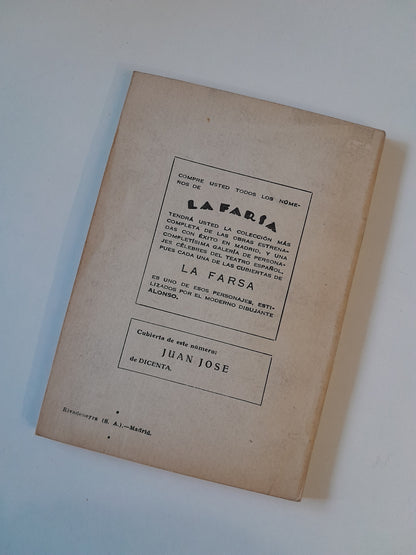 COMPRE USTED TODOS LOS NÚME-
ROS DE
LA FARSA
TENDRÁ USTED LA COLECCIÓN MÁS
COMPLETA DE LAS OBRAS ESTRENA-
DAS CON ÉXITO EN MADRID, Y UNA
COMPLETÍSIMA GALERÍA DE PERSONA-
JES CÉLEBRES DEL TEATRO ESPAÑOL,
PUES CADA UNA DE LAS CUBIERTAS DE
LA FARSA
ES UNO DE ESOS PERSONAJES, ESTI-
LIZADOS POR EL MODERNO DIBUJANTE
ALONSO.
Cubierta de este número:
JUAN JOSE
de DICENTA.
Rivadeneyra (S. A.).—Madrid.